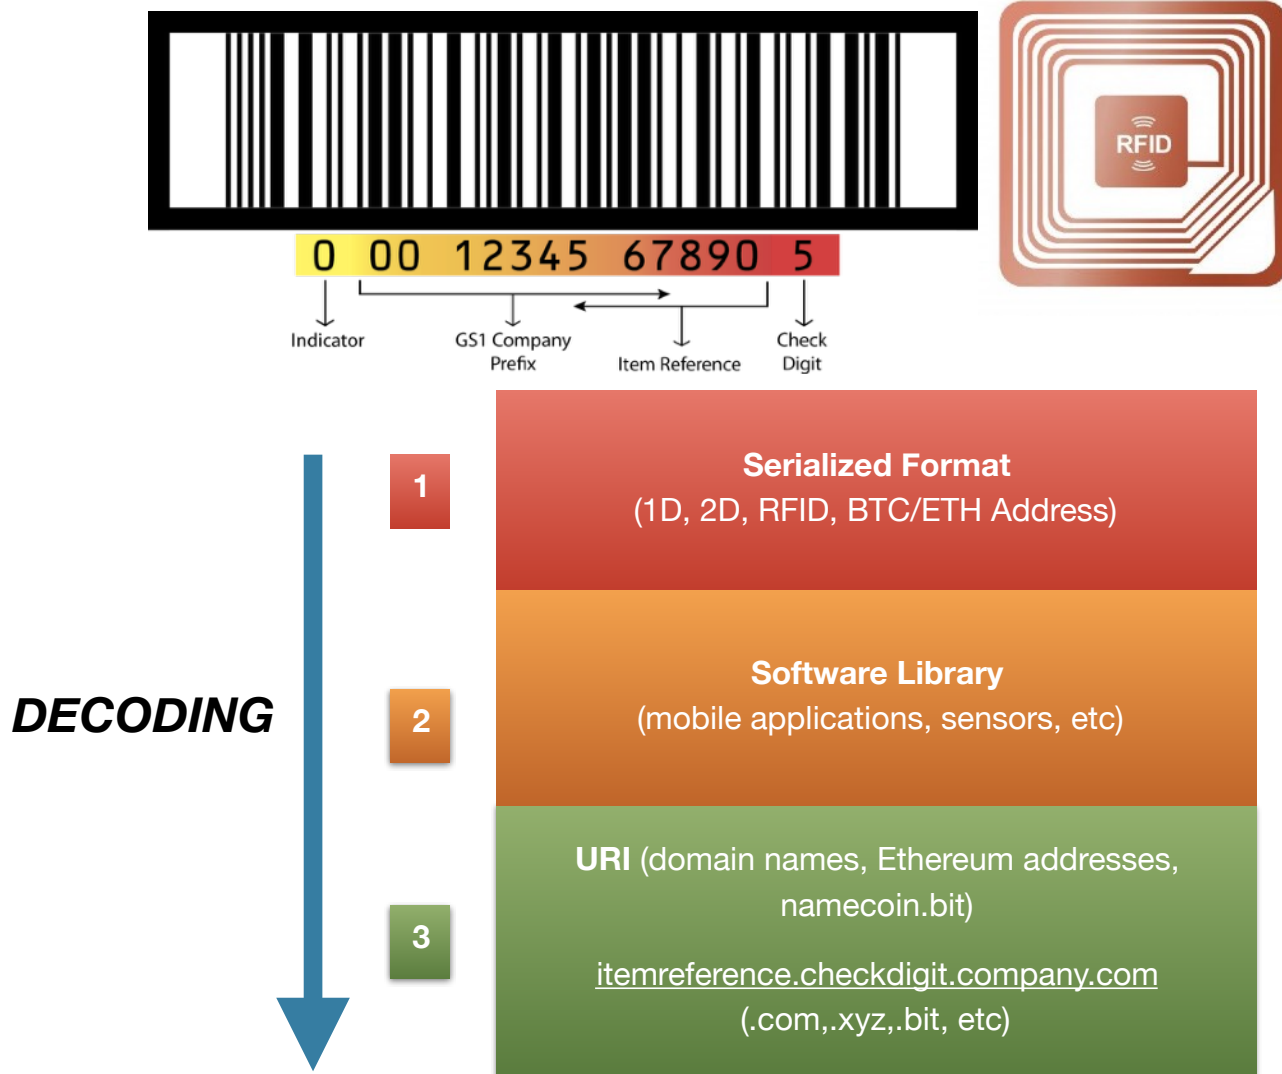 RFID
0 00 12345 67890 5
Indicator
GS1 Company
Prefix
Item Reference
Check
Digit
DECODING
1
Serialized Format
(1D, 2D, RFID, BTC/ETH Address)
2
Software Library
(mobile applications, sensors, etc)
3
URI (domain names, Ethereum addresses,
namecoin.bit)
itemreference.checkdigit.company.com
(.com,.xyz,.bit, etc)